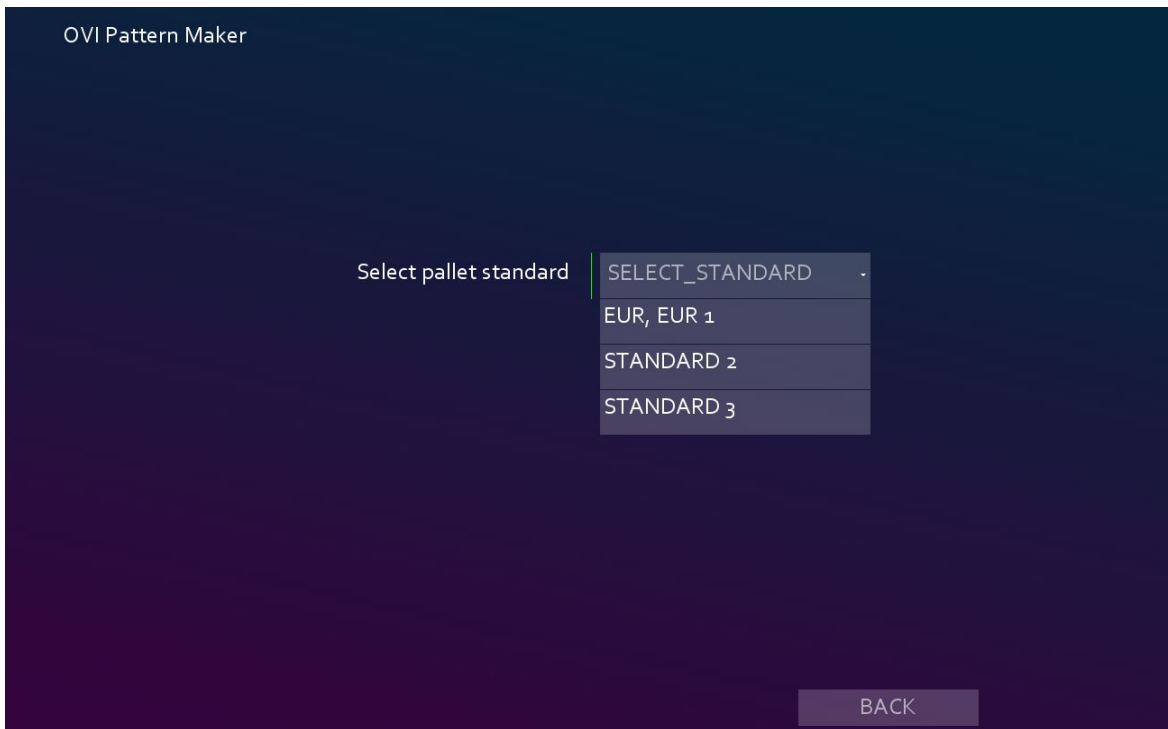 OVI Pattern Maker
Select pallet standard SELECT_STANDARD
EUR, EUR 1
STANDARD 2
STANDARD 3
BACK